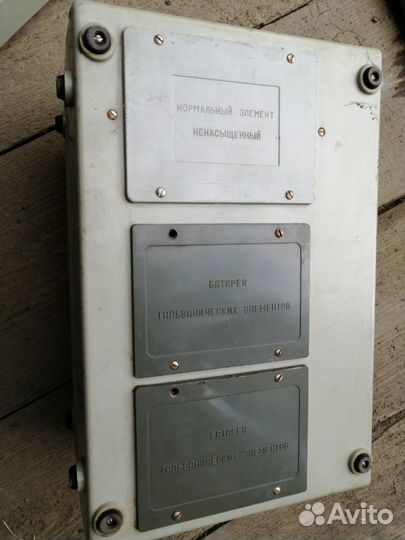 НОРМАЛЬНЫЙ ЭЛЕМЕНТ
НЕНАСЫЩЕННЫЙ
БАТАРЕЯ
ГАЛЬВАНИЧЕСКИХ ЭЛЕМЕНТОВ
БАТАРЕЯ
ГАЛЬВАНИЧЕСКИХ ЭЛЕМЕНТОВ
Avito